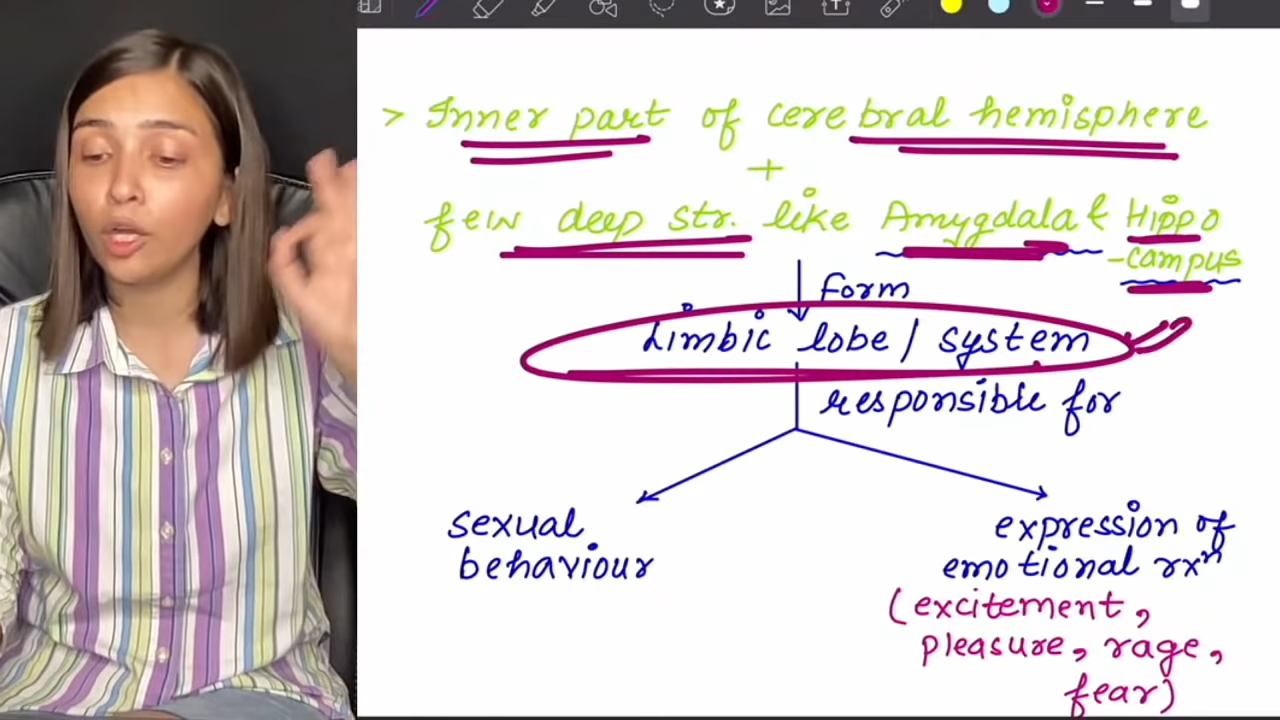 > Inner part of cerebral hemisphere
+
few deep str. like Amygdala & Hippo
-campus
Form
Limbic lobe / system
responsible for
sexual
behaviour
expression of
emotional rxⁿ
(excitement,
pleasure, rage,
fear)